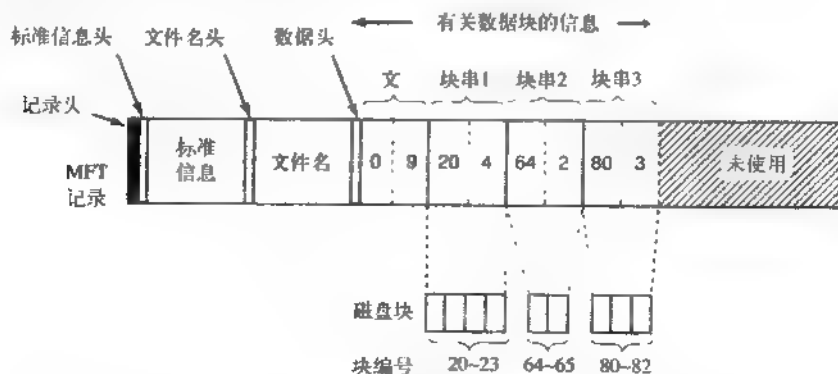 有关数据块的信息
标准信息头 文件名头 数据头
文 块串1 块串2 块串3
记录头
MFT
记录
标准
信息
文件名
0 9 20 4 64 2 80 3
未使用
磁盘块
块编号 20~23 64~65 80~82